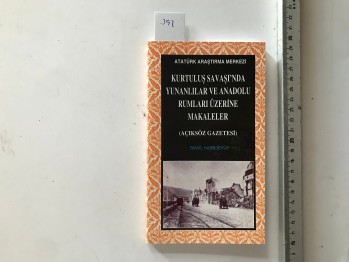 ATATÜRK ARAŞTIRMA MERKEZİ
KURTULUŞ SAVAŞI'NDA
YUNANLILAR VE ANADOLU
RUMLARI ÜZERİNE
MAKALELER
(AÇIKSÖZ GAZETESİ)